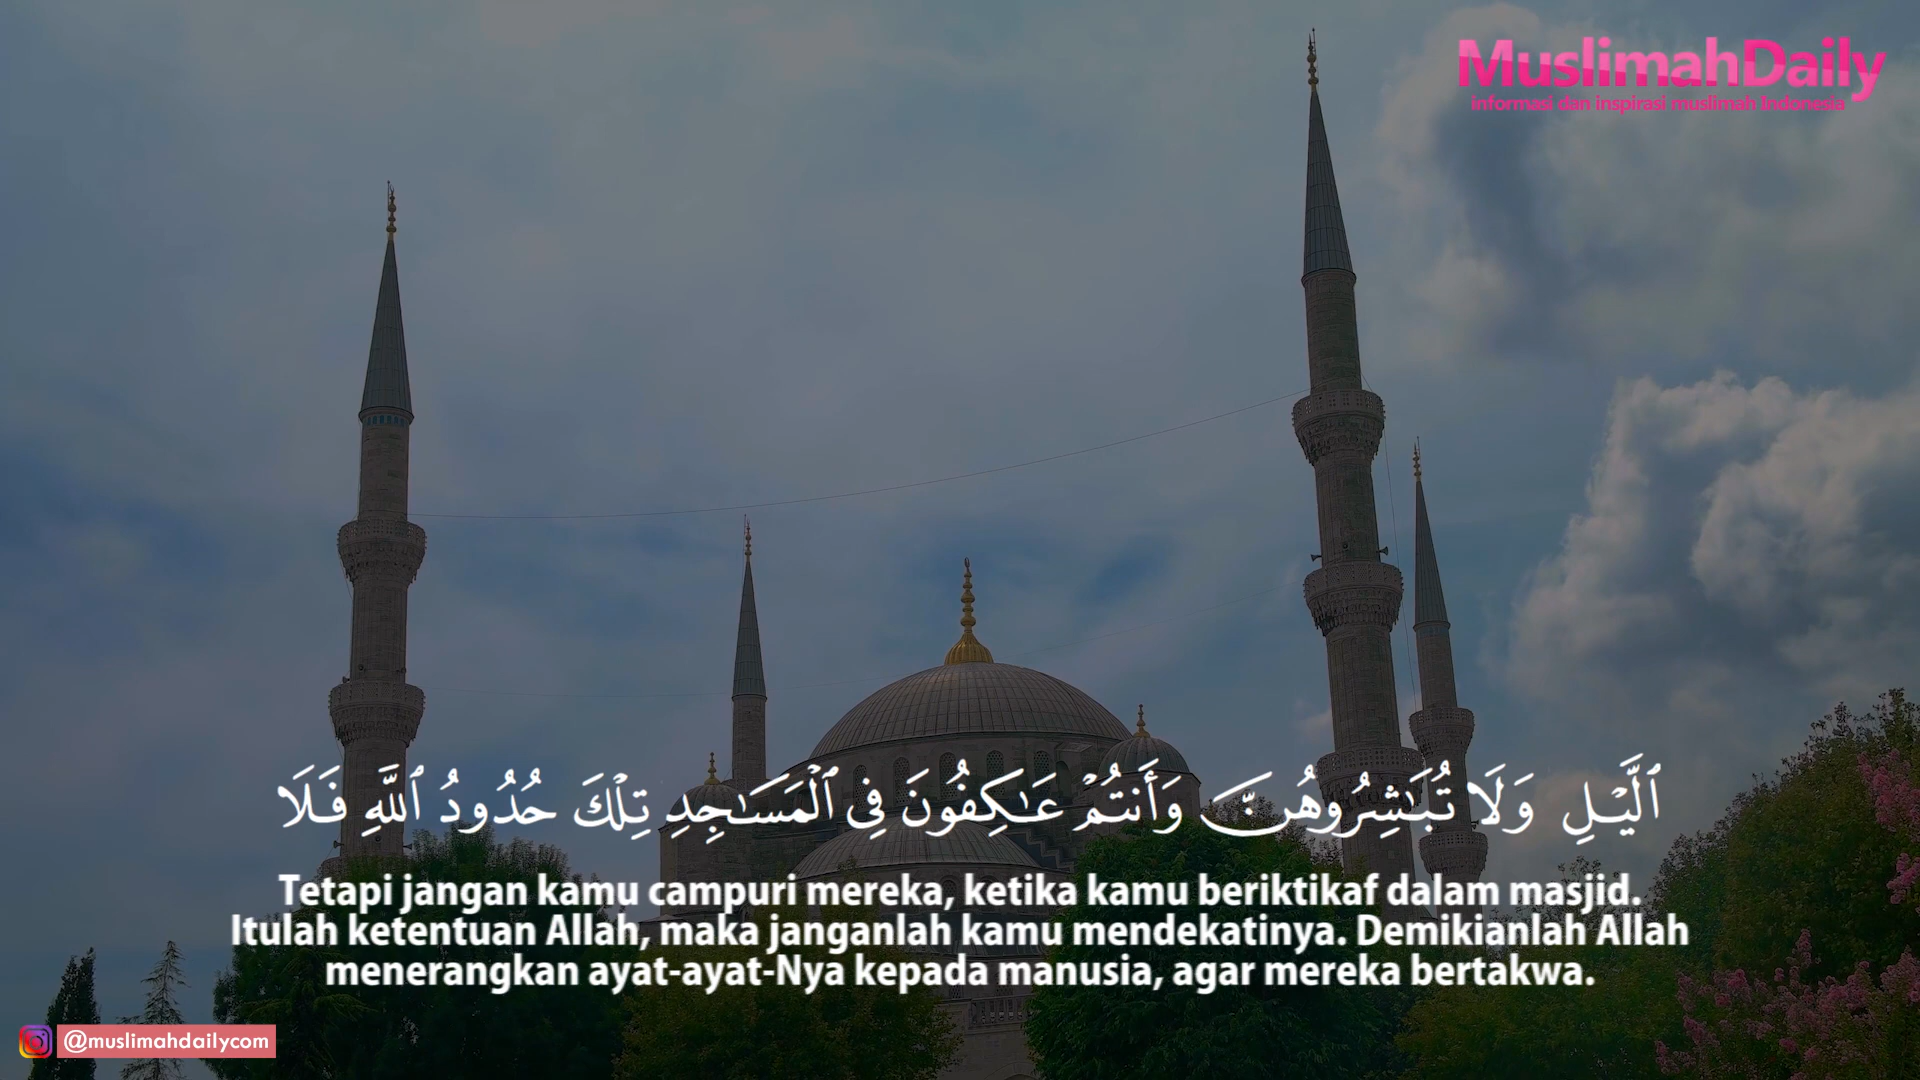 MuslimahDaily
informasi dan inspirasi muslimah Indonesia
ٱلَّيْلِ وَلَا تُبَـٰشِرُوهُنَّ وَأَنتُمْ عَـٰكِفُونَ فِى ٱلْمَسَـٰجِدِ تِلْكَ حُدُودُ ٱللَّهِ فَلَا
Tetapi jangan kamu campuri mereka, ketika kamu beriktikaf dalam masjid.
Itulah ketentuan Allah, maka janganlah kamu mendekatinya. Demikianlah Allah
menerangkan ayat-ayat-Nya kepada manusia, agar mereka bertakwa.
@muslimahdailycom